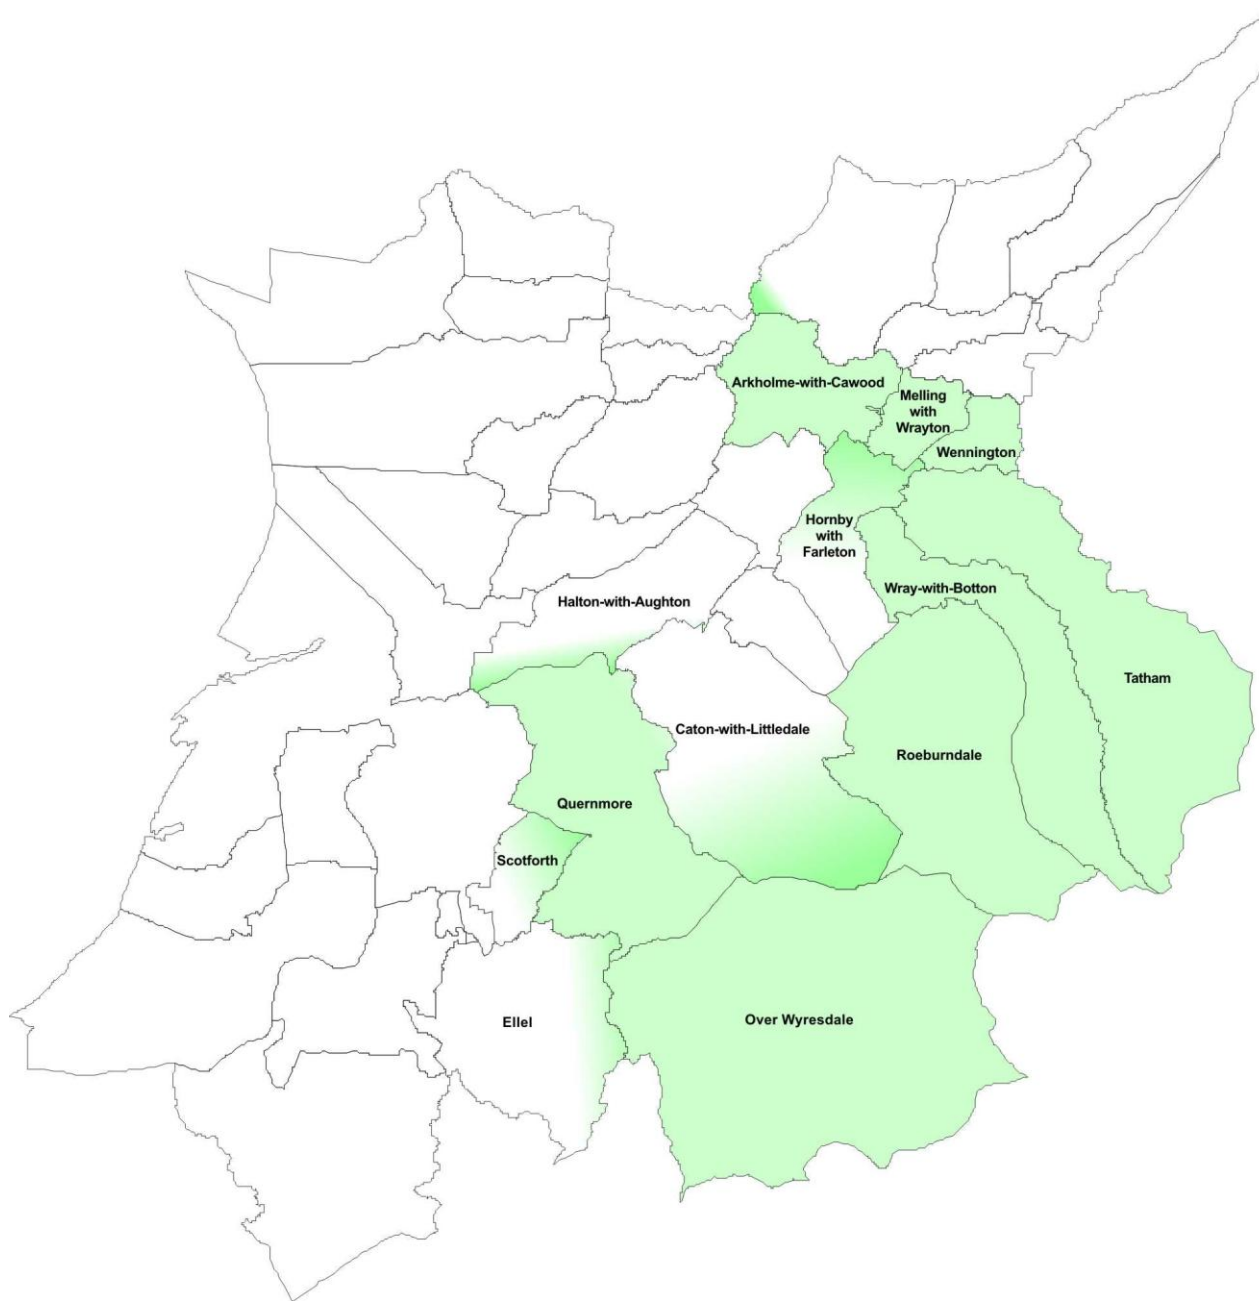 Arkholme-with-Cawood
Melling
with
Wrayton
Wennington
Hornby
with
Farleton
Wray-with-Botton
Halton-with-Aughton
Tatham
Caton-with-Littledale
Roeburndale
Quernmore
Scotforth
Ellel
Over Wyresdale